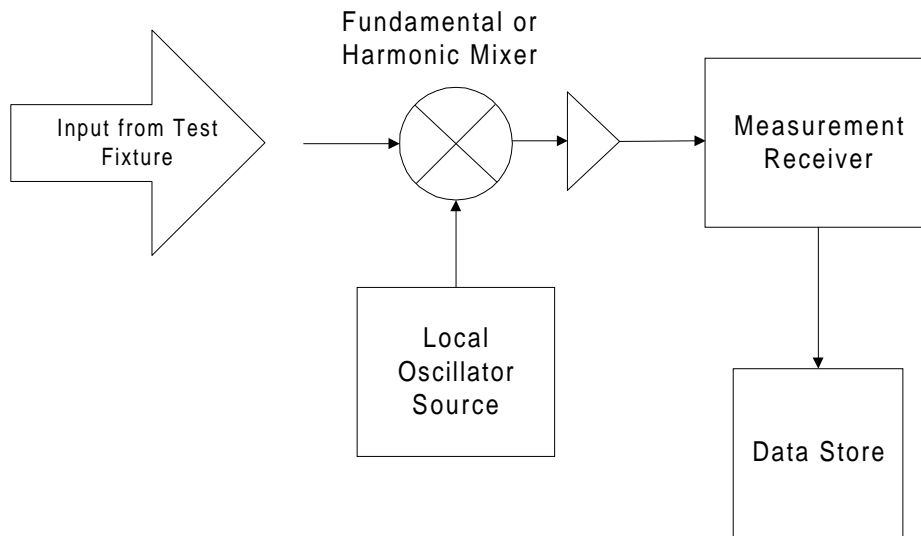 Fundamental or
Harmonic Mixer
Input from Test
Fixture
Measurement
Receiver
Local
Oscillator
Source
Data Store